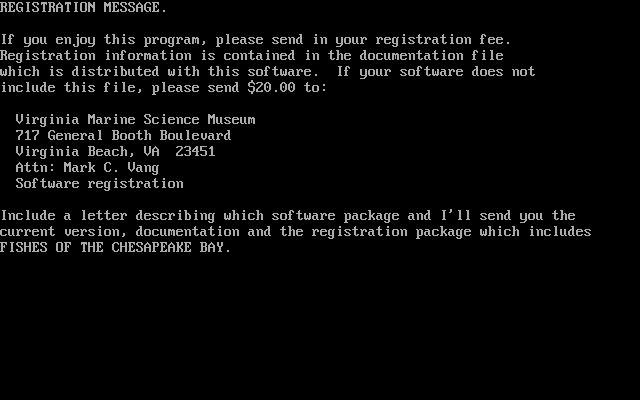 REGISTRATION MESSAGE.
If you enjoy this program, please send in your registration fee.
Registration information is contained in the documentation file
which is distributed with this software.  If your software does not
include this file, please send $20.00 to:
Virginia Marine Science Museum
717 General Booth Boulevard
Virginia Beach, VA  23451
Attn: Mark C. Vang
Software registration
Include a letter describing which software package and I'll send you the
current version, documentation and the registration package which includes
FISHES OF THE CHESAPEAKE BAY.